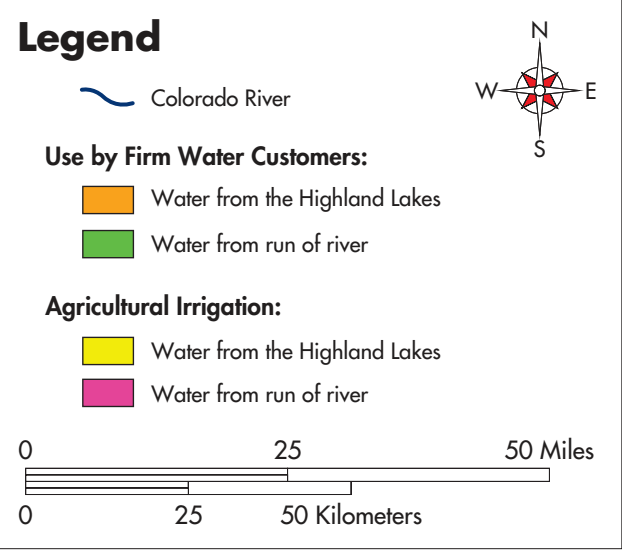 Legend
N
W E
S
Colorado River
Use by Firm Water Customers:
Water from the Highland Lakes
Water from run of river
Agricultural Irrigation:
Water from the Highland Lakes
Water from run of river
0 25 50 Miles
0 25 50 Kilometers